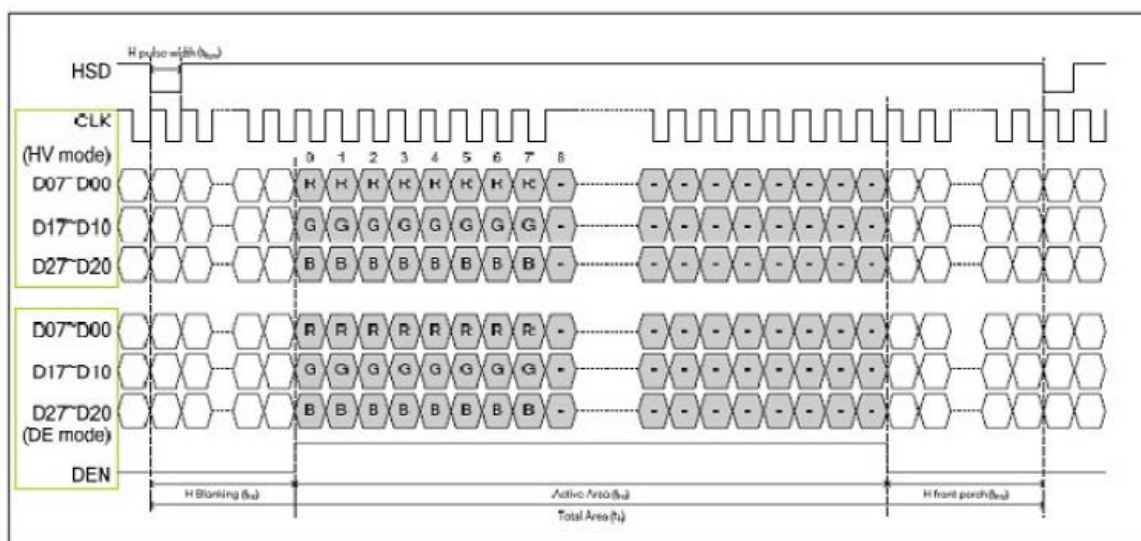 H pulse width (
HSD
CLK
(HV mode)
0 1 2 3 4 5 6 7 8
D07~D00 R R R R R R R R -
D17~D10 G G G G G G G G -
D27~D20 B B B B B B B B -
D07~D00 R R R R R R R R -
D17~D10 G G G G G G G G -
D27~D20 B B B B B B B B -
(DE mode)
DEN
H Blanking Active Area H front porch
Total Area